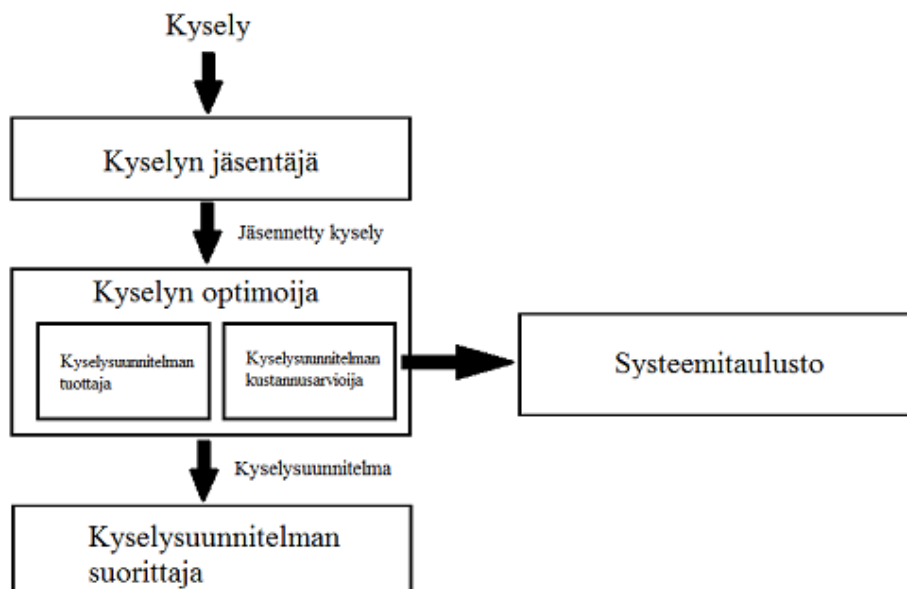 Kysely
Kyselyn jäsentäjä
Jäsennetty kysely
Kyselyn optimoija
Kyselysuunnitelman
tuottaja
Kyselysuunnitelman
kustannusarvioija
Systeemitaulusto
Kyselysuunnitelma
Kyselysuunnitelman
suorittaja